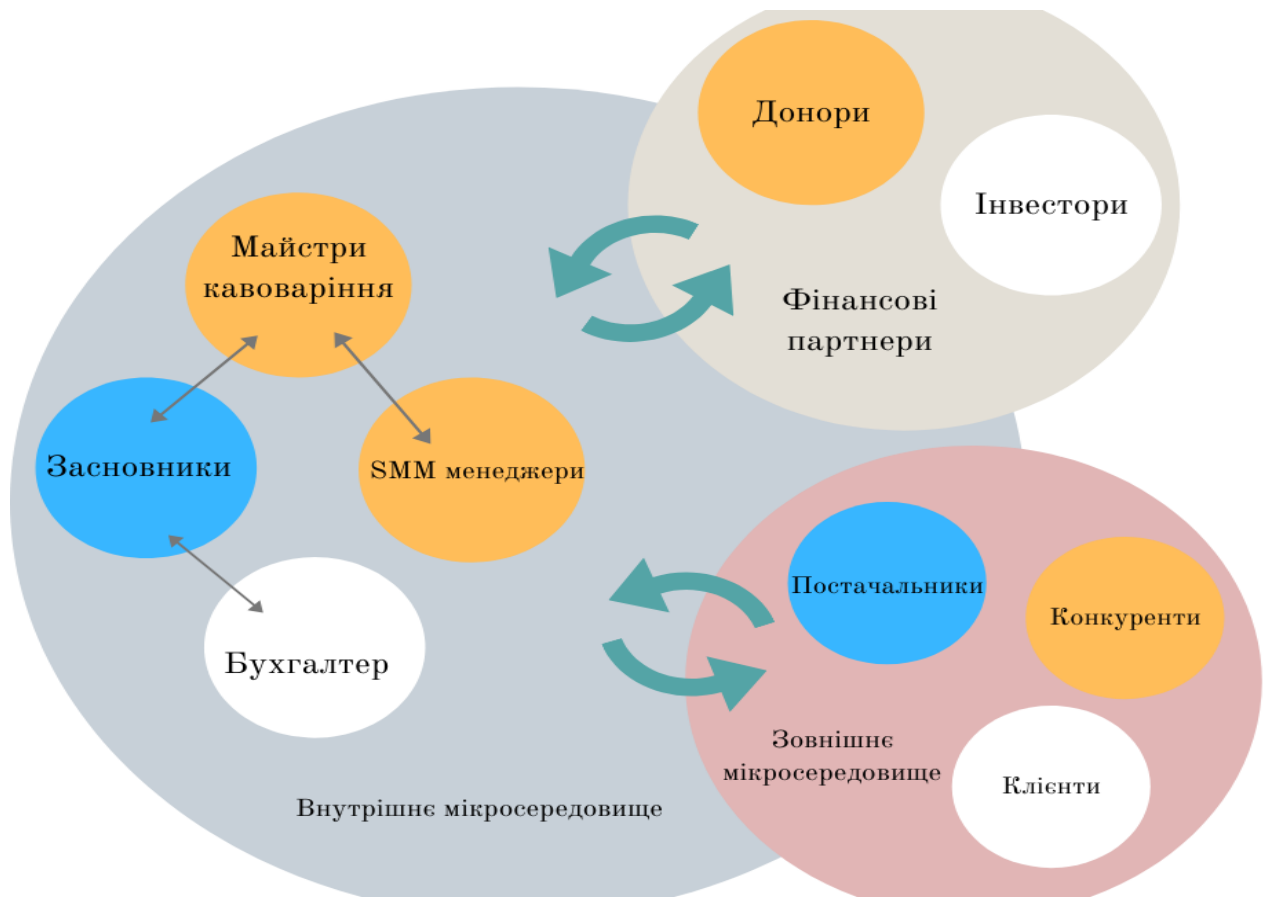 Донори
Інвестори
Фінансові
партнери
Майстри
кавоваріння
Засновники
SMM менеджери
Бухгалтер
Внутрішнє мікросередовище
Постачальники
Конкуренти
Зовнішнє
мікросередовище
Клієнти